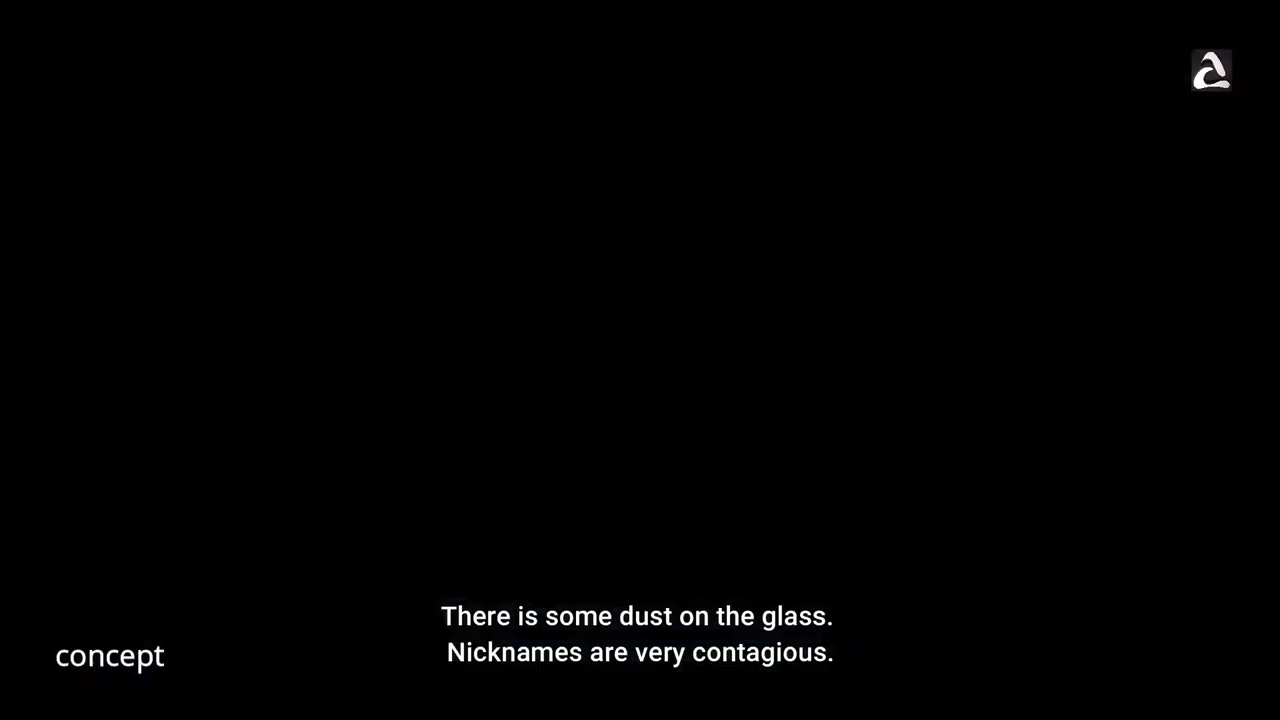 There is some dust on the glass.
Nicknames are very contagious.
concept